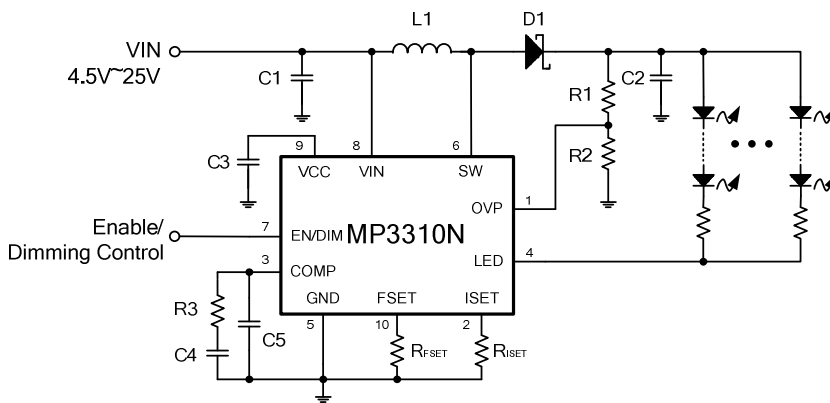 L1
D1
VIN
4.5V~25V
C1
R1
C2
C3
R2
9
8
6
VCC
VIN
SW
1
OVP
Enable/
Dimming Control
7
EN/DIM
MP3310N
4
LED
3
COMP
GND
FSET
ISET
R3
5
10
2
C5
C4
RFSET
RISET